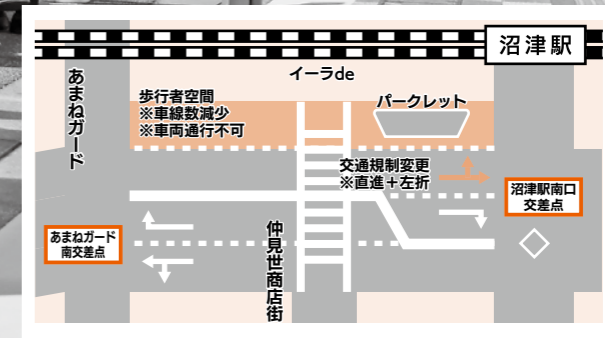 沼津駅
あまねガード
イーラde
歩行者空間
※車線数減少
※車両通行不可
パークレット
交通規制変更
※直進＋左折
沼津駅南口
交差点
あまねガード
南交差点
仲見世商店街